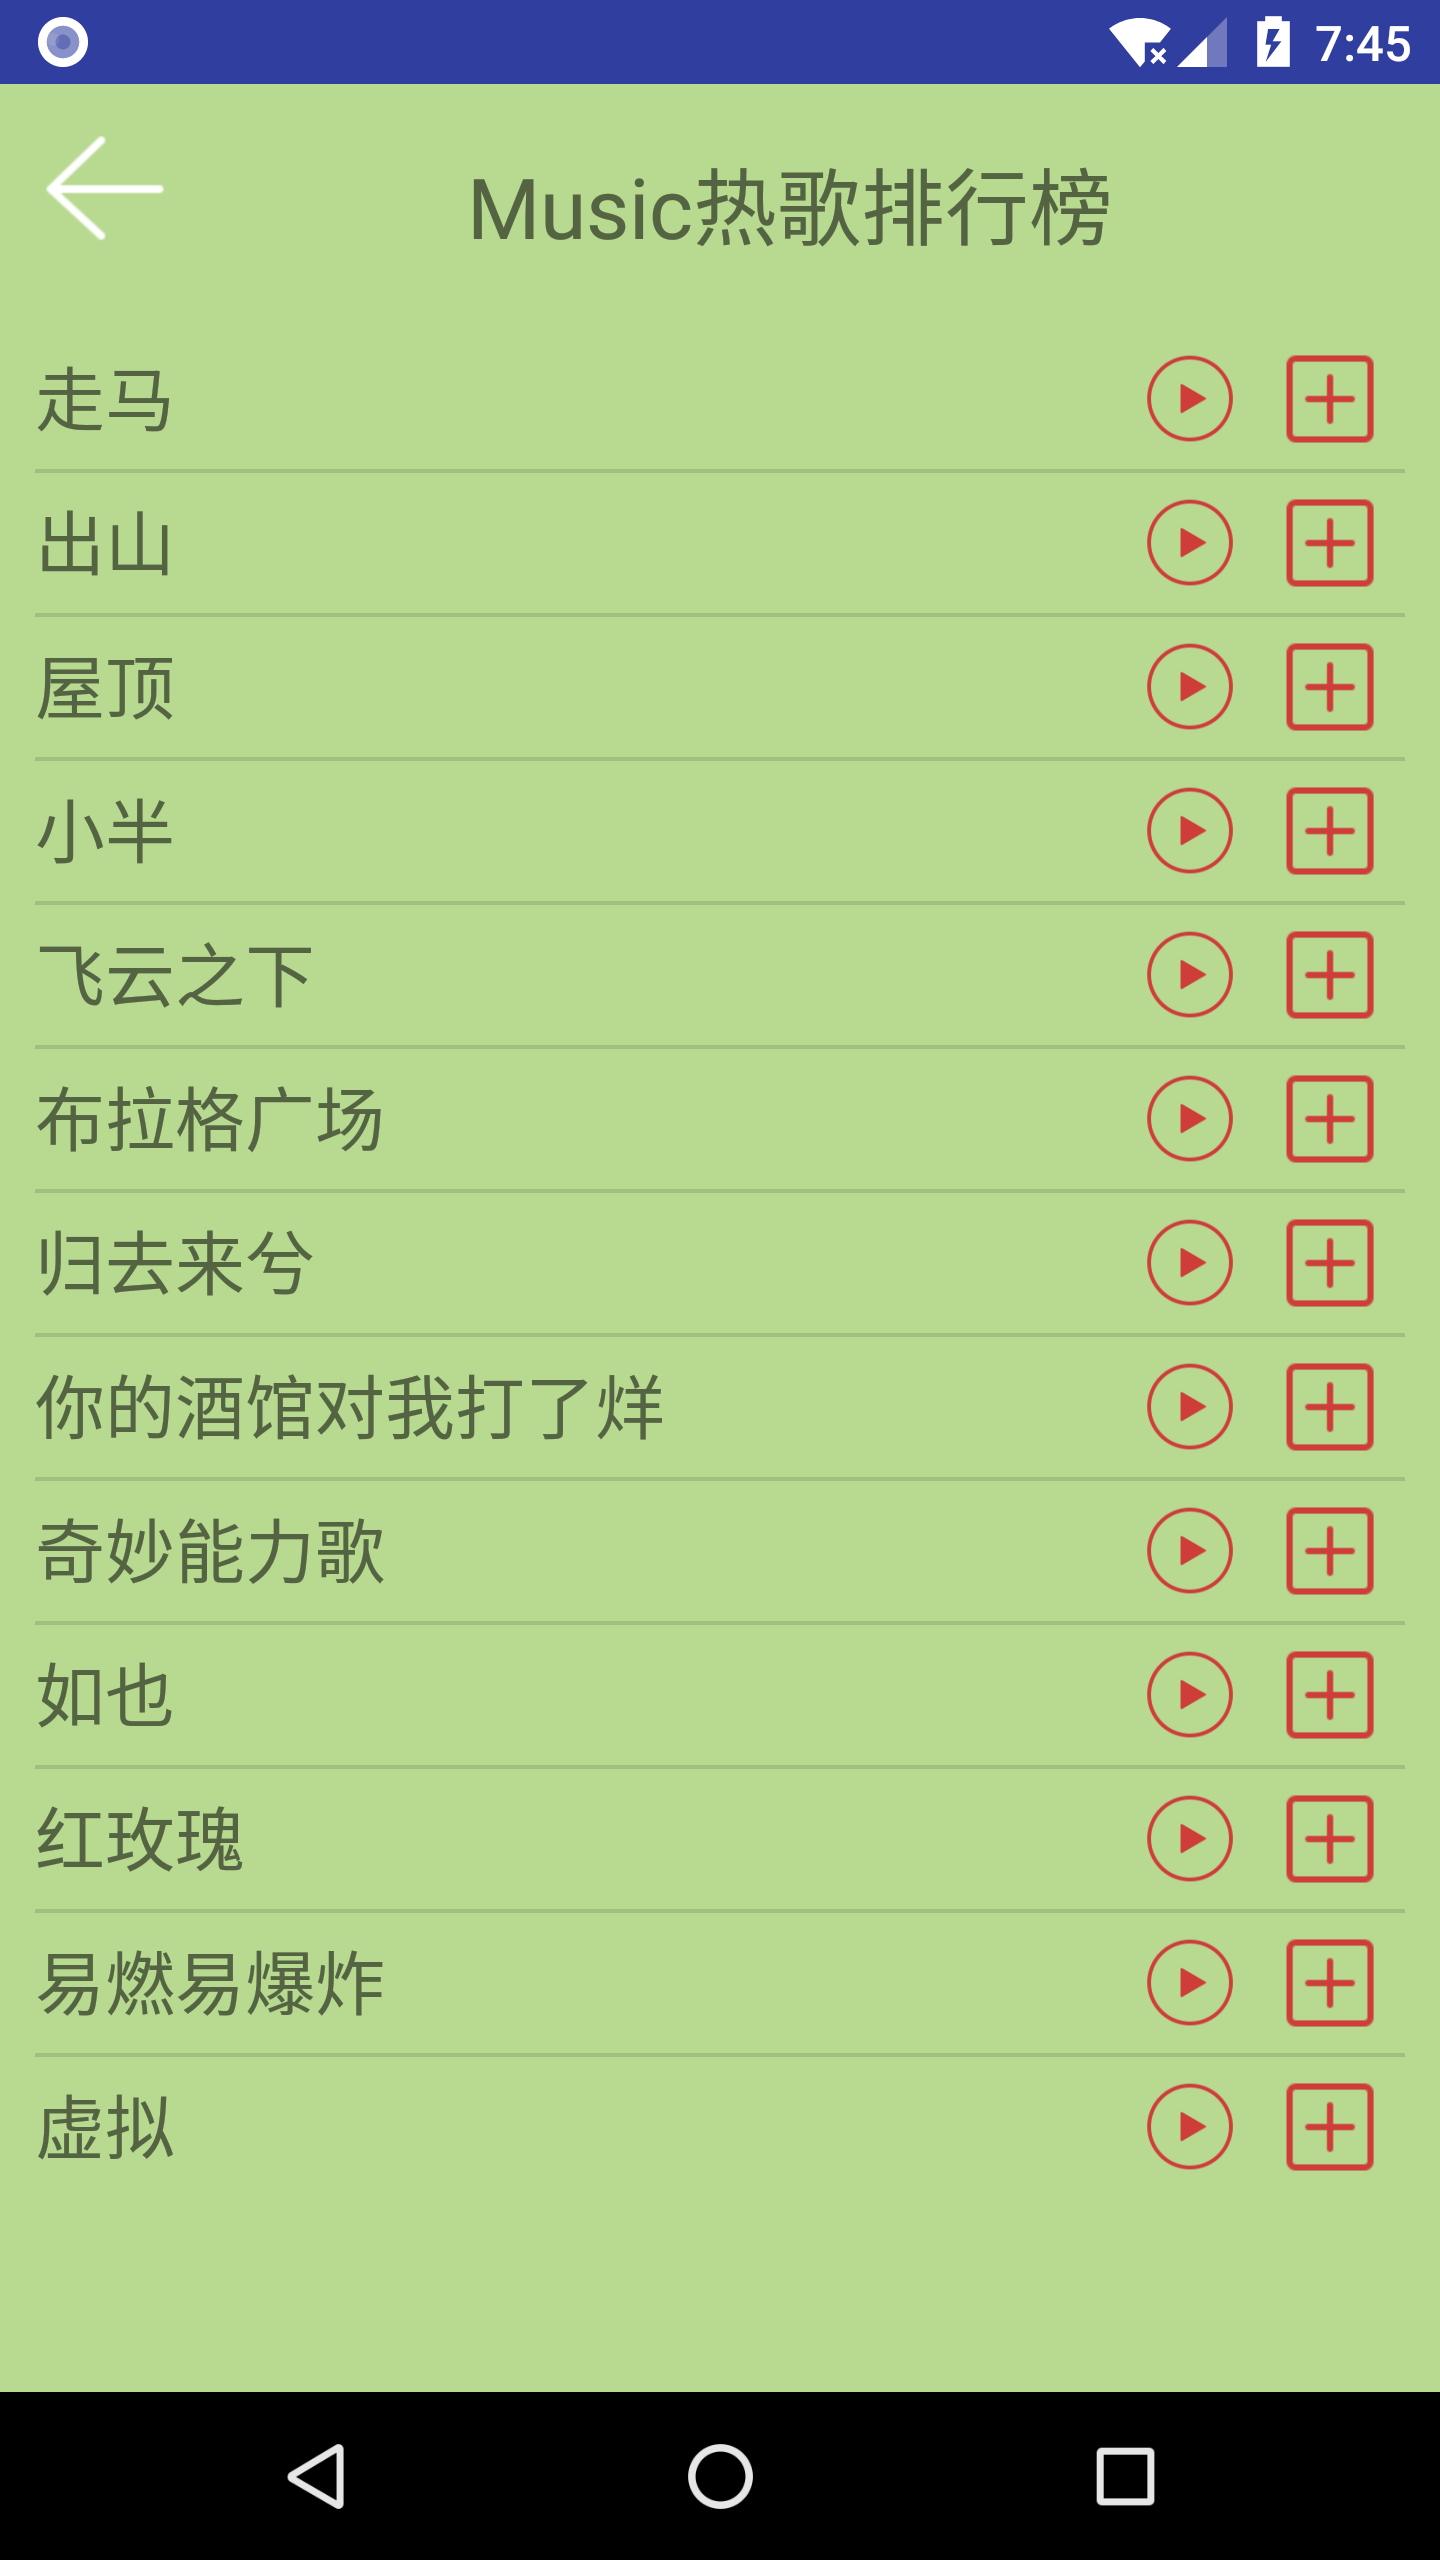 7:45
Music热歌排行榜
走马
出山
屋顶
小半
飞云之下
布拉格广场
归去来兮
你的酒馆对我打了烊
奇妙能力歌
如也
红玫瑰
易燃易爆炸
虚拟